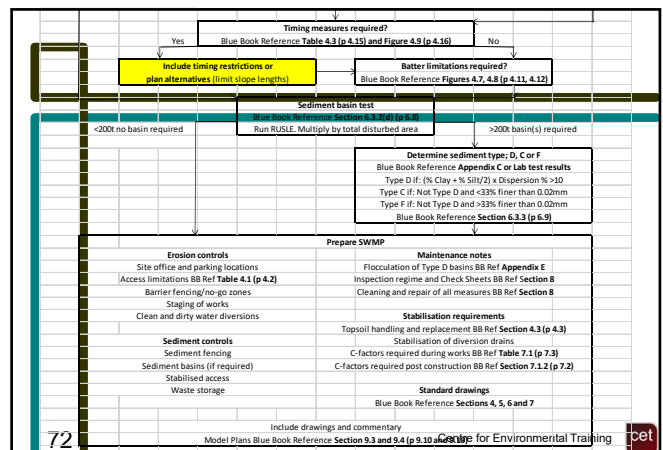 Timing measures required?
Blue Book Reference Table 4.3 (p 4.15) and Figure 4.9 (p 4.16)
Yes
No
Include timing restrictions or
plan alternatives (limit slope lengths)
Batter limitations required?
Blue Book Reference Figures 4.7, 4.8 (p 4.11, 4.12)
Sediment basin test
Blue Book Reference Section 6.3.2(d) (p 6.8)
Run RUSLE. Multiply by total disturbed area
<200t no basin required
>200t basin(s) required
Determine sediment type; D, C or F
Blue Book Reference Appendix C or Lab test results
Type D if: (% Clay + % Silt/2) x Dispersion % >10
Type C if: Not Type D and <33% finer than 0.02mm
Type F if: Not Type D and >33% finer than 0.02mm
Blue Book Reference Section 6.3.3 (p 6.9)
Prepare SWMP
Erosion controls
Site office and parking locations
Access limitations BB Ref Table 4.1 (p 4.2)
Barrier fencing/no-go zones
Staging of works
Clean and dirty water diversions
Sediment controls
Sediment fencing
Sediment basins (if required)
Stabilised access
Waste storage
Maintenance notes
Flocculation of Type D basins BB Ref Appendix E
Inspection regime and Check Sheets BB Ref Section 8
Cleaning and repair of all measures BB Ref Section 8
Stabilisation requirements
Topsoil handling and replacement BB Ref Section 4.3 (p 4.3)
Stabilisation of diversion drains
C-factors required during works BB Ref Table 7.1 (p 7.3)
C-factors required post construction BB Ref Section 7.1.2 (p 7.2)
Standard drawings
Blue Book Reference Sections 4, 5, 6 and 7
Include drawings and commentary
Model Plans Blue Book Reference Section 9.3 and 9.4 (p 9.10 and
72
Centre for Environmental Training
cet